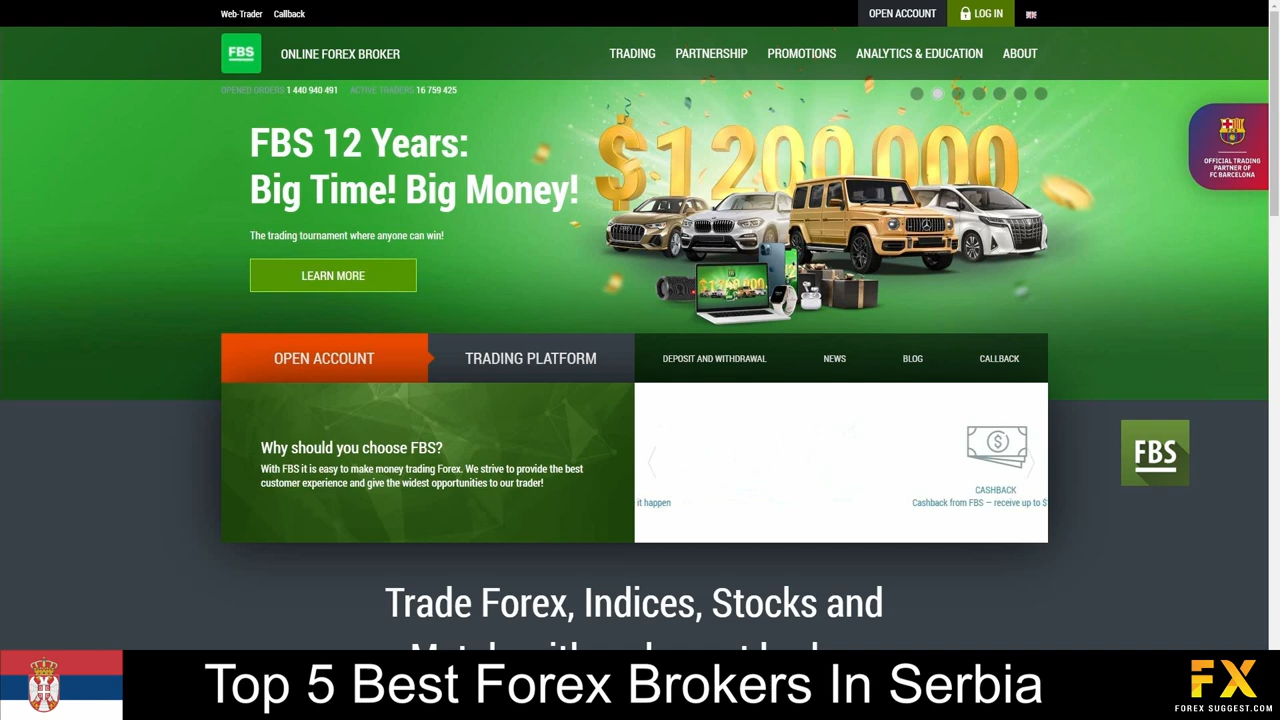 Web-Trader Callback
OPEN ACCOUNT LOG IN
FBS ONLINE FOREX BROKER
TRADING PARTNERSHIP PROMOTIONS ANALYTICS & EDUCATION ABOUT
OPENED ORDERS 1 440 940 491 ACTIVE TRADERS 16 759 425
FBS 12 Years:
Big Time! Big Money!
The trading tournament where anyone can win!
LEARN MORE
$1 200 000
OFFICIAL TRADING
PARTNER OF
FC BARCELONA
OPEN ACCOUNT TRADING PLATFORM DEPOSIT AND WITHDRAWAL NEWS BLOG CALLBACK
Why should you choose FBS?
With FBS it is easy to make money trading Forex. We strive to provide the best
customer experience and give the widest opportunities to our trader!
it happen
CASHBACK
Cashback from FBS – receive up to $
FBS
Trade Forex, Indices, Stocks and
Top 5 Best Forex Brokers In Serbia
FX
FOREX SUGGEST.COM